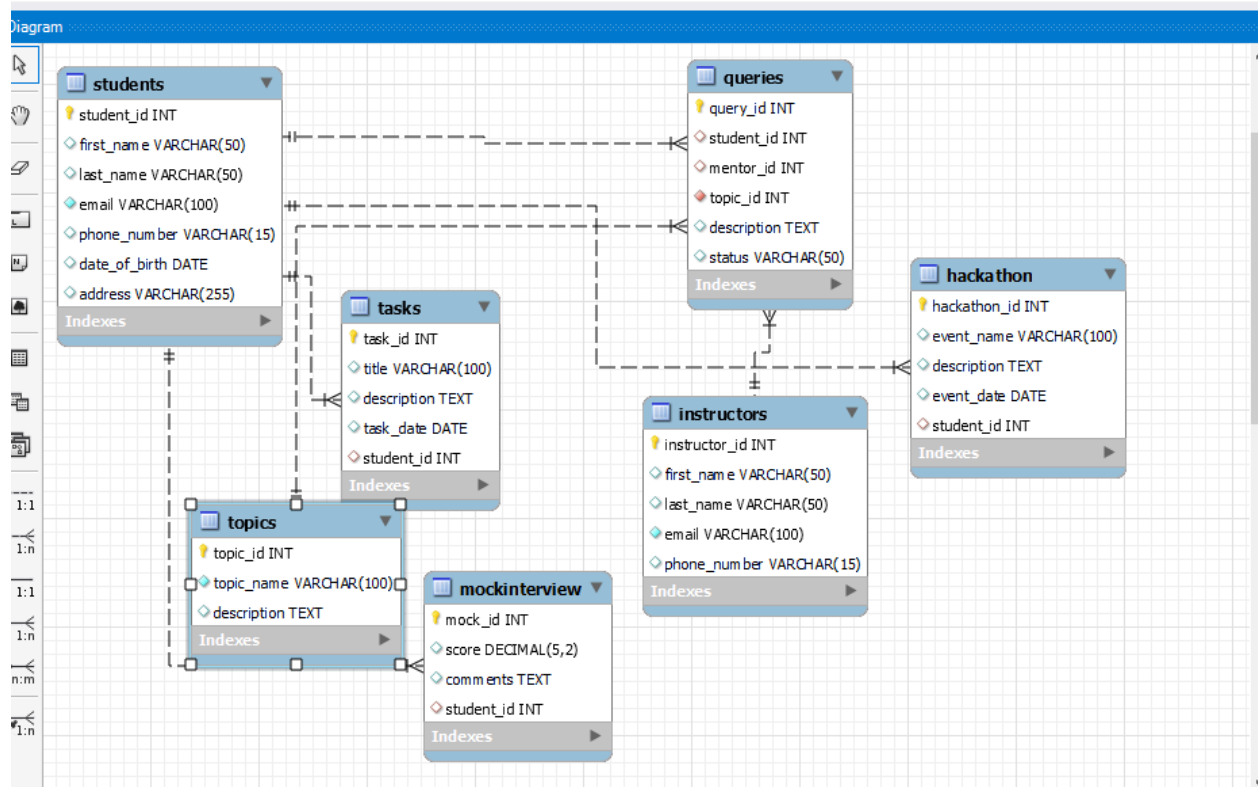 Diagram
students
student_id INT
first_name VARCHAR(50)
last_name VARCHAR(50)
email VARCHAR(100)
phone_number VARCHAR(15)
date_of_birth DATE
address VARCHAR(255)
Indexes
queries
query_id INT
student_id INT
mentor_id INT
topic_id INT
description TEXT
status VARCHAR(50)
Indexes
tasks
task_id INT
title VARCHAR(100)
description TEXT
task_date DATE
student_id INT
Indexes
hackathon
hackathon_id INT
event_name VARCHAR(100)
description TEXT
event_date DATE
student_id INT
Indexes
instructors
instructor_id INT
first_name VARCHAR(50)
last_name VARCHAR(50)
email VARCHAR(100)
phone_number VARCHAR(15)
Indexes
topics
topic_id INT
topic_name VARCHAR(100)
description TEXT
Indexes
mockinterview
mock_id INT
score DECIMAL(5,2)
comments TEXT
student_id INT
Indexes
1:1
1:n
1:1
1:n
n:m
1:n